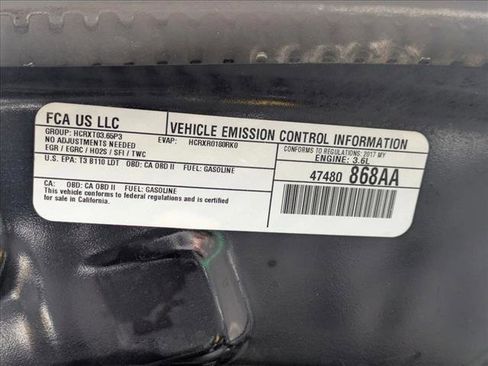 FCA US LLC
VEHICLE EMISSION CONTROL INFORMATION
GROUP: HCRXT03.65P3
EVAP: HCRXR0180RK0
NO ADJUSTMENTS NEEDED
EGR / EGRC / HO2S / SFI / TWC
CONFORMS TO REGULATIONS: 2017 MY
ENGINE: 3.6L
U.S. EPA: T3 B110 LDT OBD: CA OBD II FUEL: GASOLINE
47480 868AA
CA: OBD: CA OBD II FUEL: GASOLINE
This vehicle conforms to federal regulations and is certified
for sale in California.